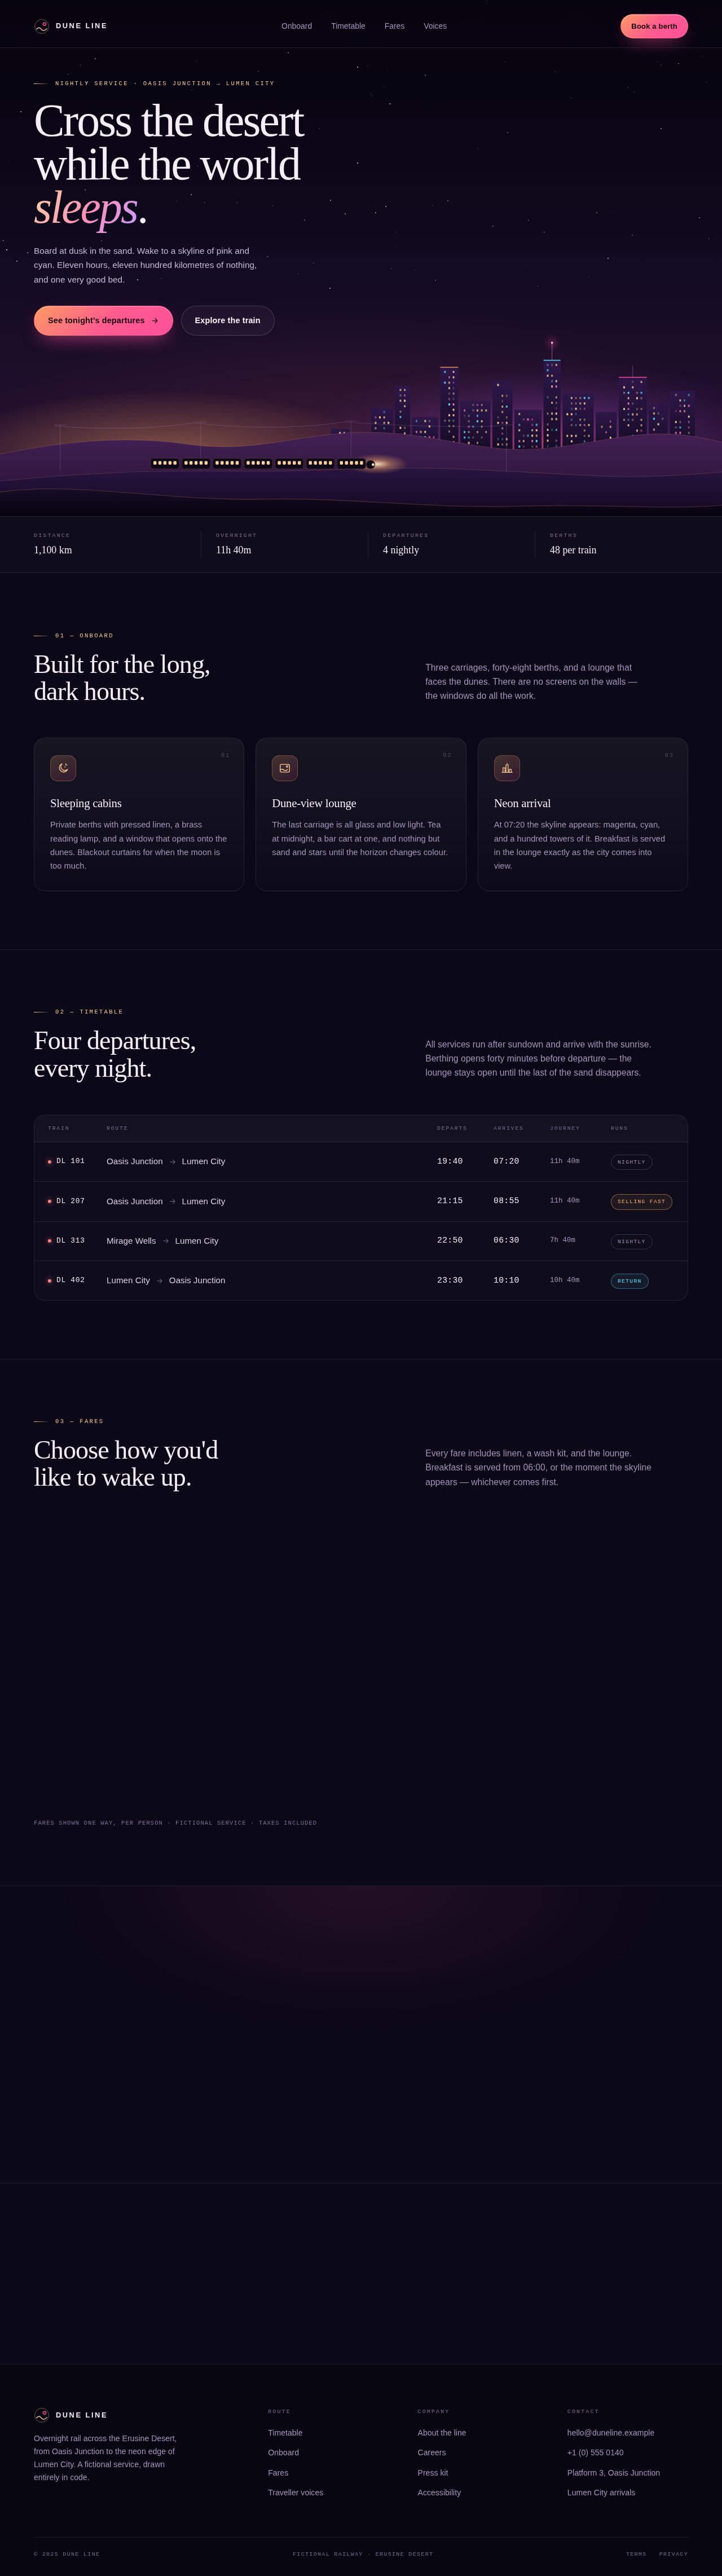 DUNE LINE
Onboard
Timetable
Fares
Voices
Book a berth
NIGHTLY SERVICE · OASIS JUNCTION → LUMEN CITY
Cross the desert
while the world
sleeps.
Board at dusk in the sand. Wake to a skyline of pink and
cyan. Eleven hours, eleven hundred kilometres of nothing,
and one very good bed.
See tonight's departures →
Explore the train
DISTANCE
1,100 km
OVERNIGHT
11h 40m
DEPARTURES
4 nightly
BERTHS
48 per train
01 — ONBOARD
Built for the long,
dark hours.
Three carriages, forty-eight berths, and a lounge that
faces the dunes. There are no screens on the walls —
the windows do all the work.
01
Sleeping cabins
Private berths with pressed linen, a brass
reading lamp, and a window that opens onto the
dunes. Blackout curtains for when the moon is
too much.
02
Dune-view lounge
The last carriage is all glass and low light. Tea
at midnight, a bar cart at one, and nothing but
sand and stars until the horizon changes colour.
03
Neon arrival
At 07:20 the skyline appears: magenta, cyan,
and a hundred towers of it. Breakfast is served
in the lounge exactly as the city comes into
view.
02 — TIMETABLE
Four departures,
every night.
All services run after sundown and arrive with the sunrise.
Berthing opens forty minutes before departure — the
lounge stays open until the last of the sand disappears.
TRAIN ROUTE DEPARTS ARRIVES JOURNEY RUNS
DL 101 Oasis Junction → Lumen City 19:40 07:20 11h 40m NIGHTLY
DL 207 Oasis Junction → Lumen City 21:15 08:55 11h 40m SELLING FAST
DL 313 Mirage Wells → Lumen City 22:50 06:30 7h 40m NIGHTLY
DL 402 Lumen City → Oasis Junction 23:30 10:10 10h 40m RETURN
03 — FARES
Choose how you'd
like to wake up.
Every fare includes linen, a wash kit, and the lounge.
Breakfast is served from 06:00, or the moment the skyline
appears — whichever comes first.
FARES SHOWN ONE WAY, PER PERSON · FICTIONAL SERVICE · TAXES INCLUDED
DUNE LINE
Overnight rail across the Erusine Desert,
from Oasis Junction to the neon edge of
Lumen City. A fictional service, drawn
entirely in code.
ROUTE
Timetable
Onboard
Fares
Traveller voices
COMPANY
About the line
Careers
Press kit
Accessibility
CONTACT
hello@duneline.example
+1 (0) 555 0140
Platform 3, Oasis Junction
Lumen City arrivals
© 2025 DUNE LINE
FICTIONAL RAILWAY · ERUSINE DESERT
TERMS PRIVACY